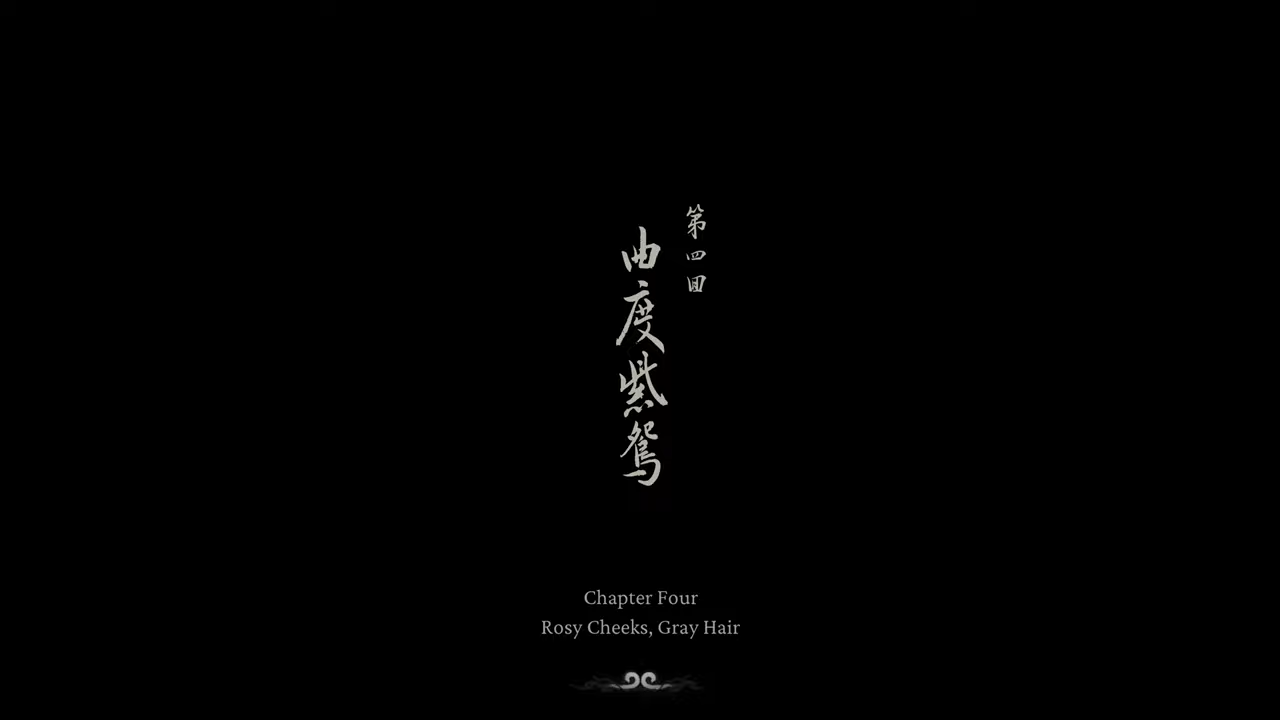 第四回
曲度紫鴛
Chapter Four
Rosy Cheeks, Gray Hair